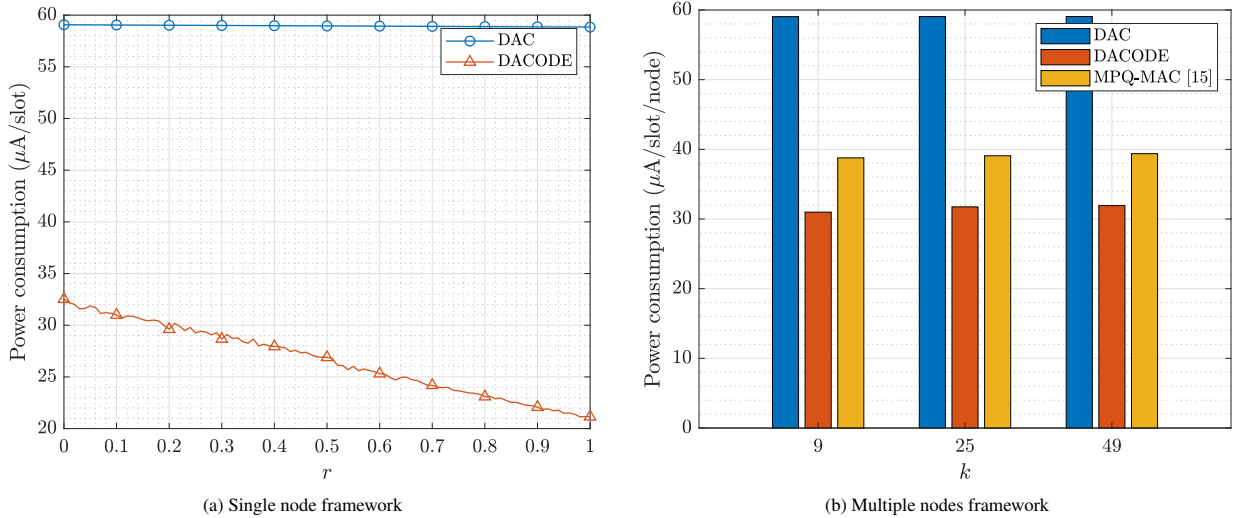 60
55
50
45
40
35
30
25
20
Power consumption (μA/slot)
DAC
DACODE
0 0.1 0.2 0.3 0.4 0.5 0.6 0.7 0.8 0.9 1
r
(a) Single node framework
60
50
40
30
20
10
0
Power consumption (μA/slot/node)
DAC
DACODE
MPQ-MAC [15]
9 25 49
k
(b) Multiple nodes framework